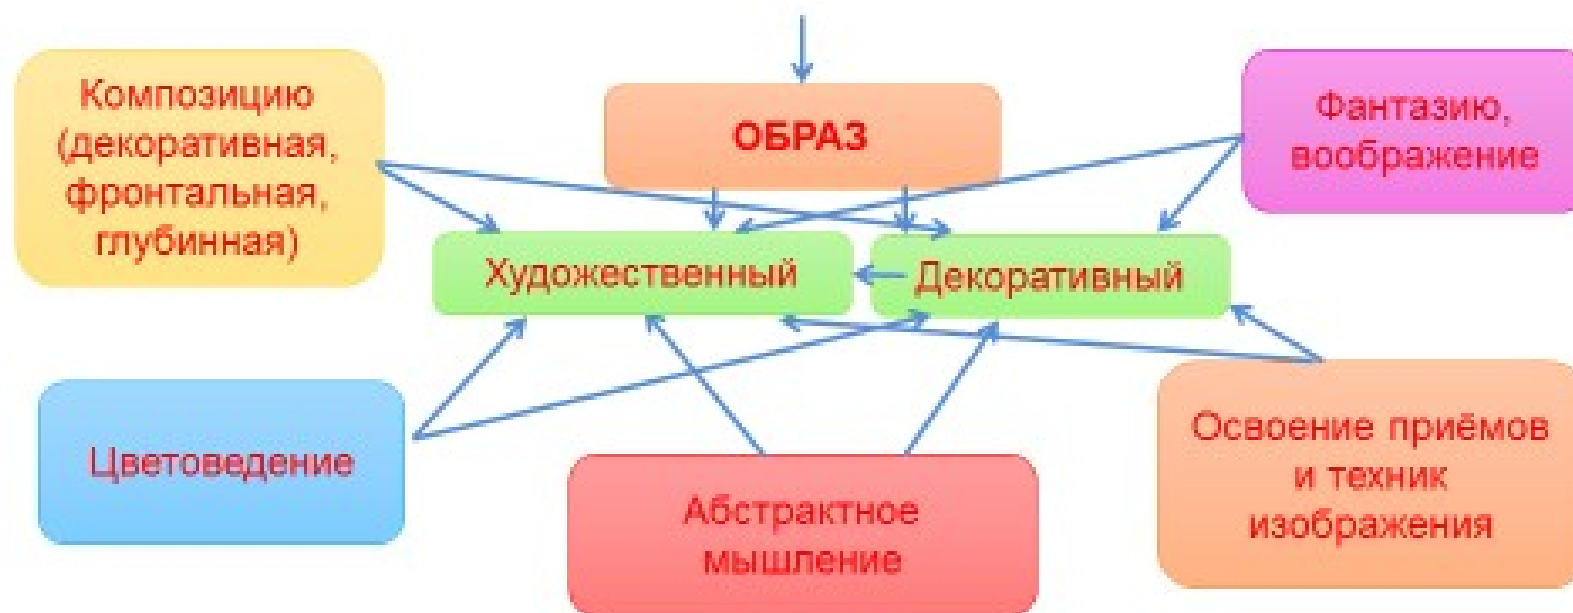 Композицию
(декоративная,
фронтальная,
глубинная)
ОБРАЗ
Фантазию,
воображение
Художественный
Декоративный
Цветоведение
Абстрактное
мышление
Освоение приёмов
и техник
изображения